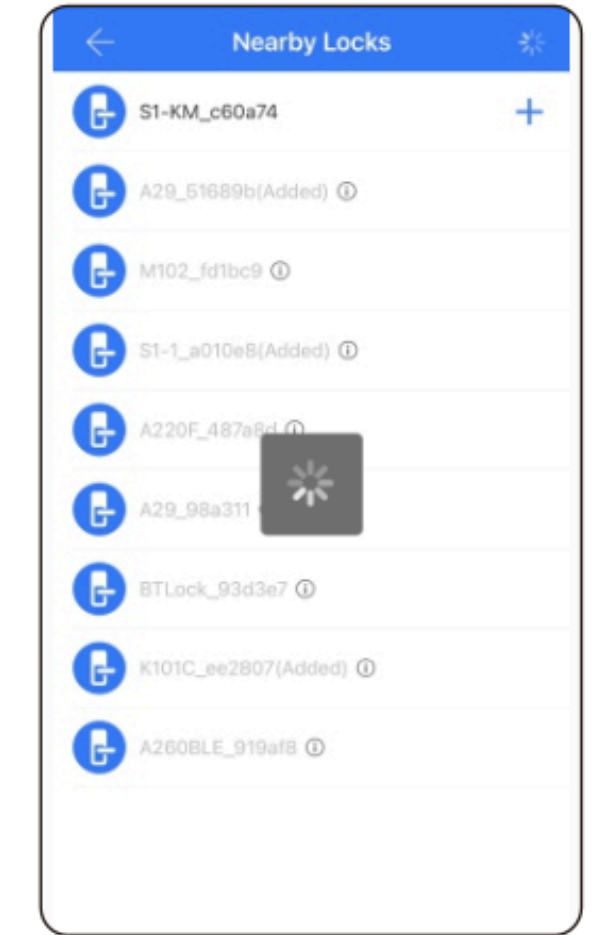 Nearby Locks
S1-KM_c60a74
A29_51689b(Added)
M102_fd1bc9
S1-1_a010e8(Added)
A220F_487a8d
A29_98a311
BTLock_93d3e7
K101C_ee2807(Added)
A260BLE_919af8